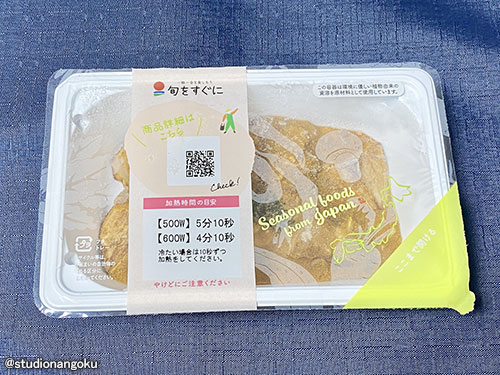 旬をすぐに
商品詳細は
こちら
Check!
加熱時間の目安
【500W】5分10秒
【600W】4分10秒
冷たい場合は10秒ずつ
加熱をしてください。
やけどにご注意ください
この容器は環境に優しい植物由来の
資源を原材料として使用しています。
Seasonal foods
from Japan
ここまで開ける
@studionangoku